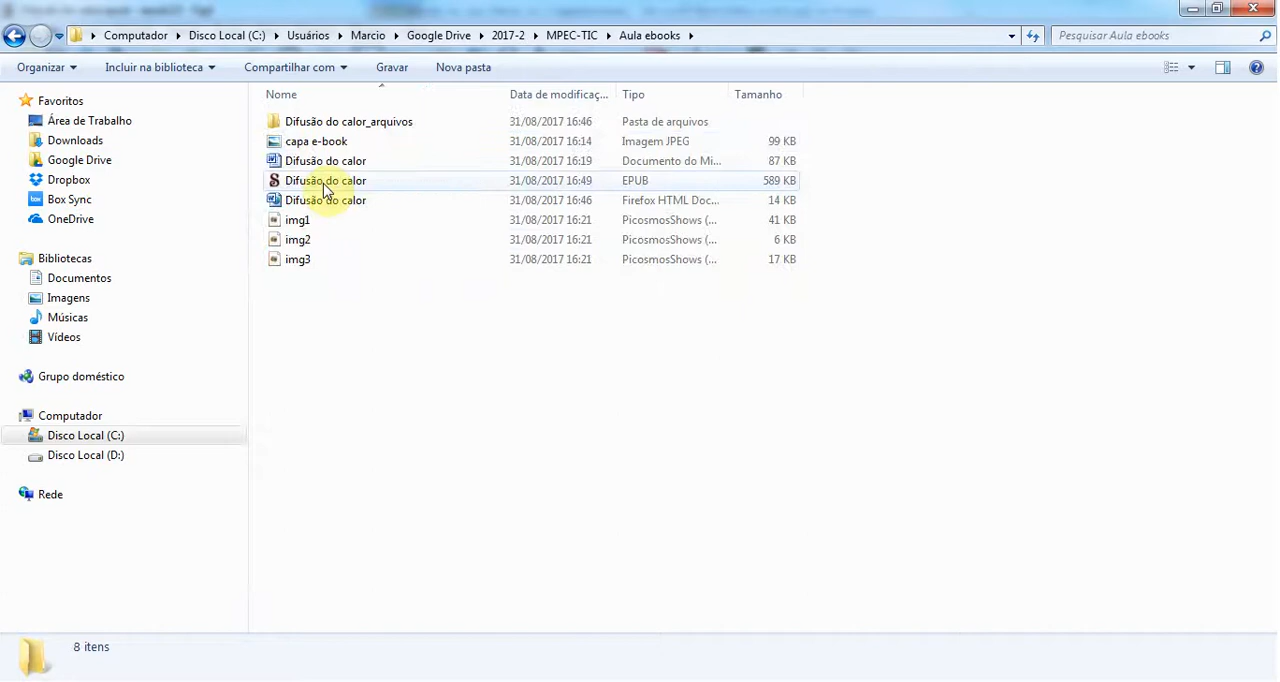 Computador Disco Local (C:) Usuários Marcio Google Drive 2017-2 MPEC-TIC Aula ebooks
Pesquisar Aula ebooks
Organizar Incluir na biblioteca Compartilhar com Gravar Nova pasta
Nome Data de modificaç... Tipo Tamanho
Favoritos
Área de Trabalho
Downloads
Google Drive
Dropbox
Box Sync
OneDrive
Bibliotecas
Documentos
Imagens
Músicas
Vídeos
Grupo doméstico
Computador
Disco Local (C:)
Disco Local (D:)
Rede
Difusão do calor_arquivos 31/08/2017 16:46 Pasta de arquivos
capa e-book 31/08/2017 16:14 Imagem JPEG 99 KB
Difusão do calor 31/08/2017 16:19 Documento do Mi... 87 KB
Difusão do calor 31/08/2017 16:49 EPUB 589 KB
Difusão do calor 31/08/2017 16:46 Firefox HTML Doc... 14 KB
img1 31/08/2017 16:21 PicosmosShows (... 41 KB
img2 31/08/2017 16:21 PicosmosShows (... 6 KB
img3 31/08/2017 16:21 PicosmosShows (... 17 KB
8 itens